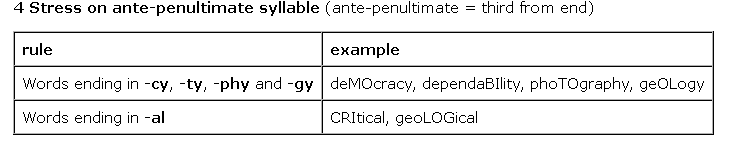 4 Stress on ante-penultimate syllable (ante-penultimate = third from end)
rule example
Words ending in -cy, -ty, -phy and -gy deMOcracy, dependaBIlity, phoTOgraphy, geOLogy
Words ending in -al CRItical, geoLOGical